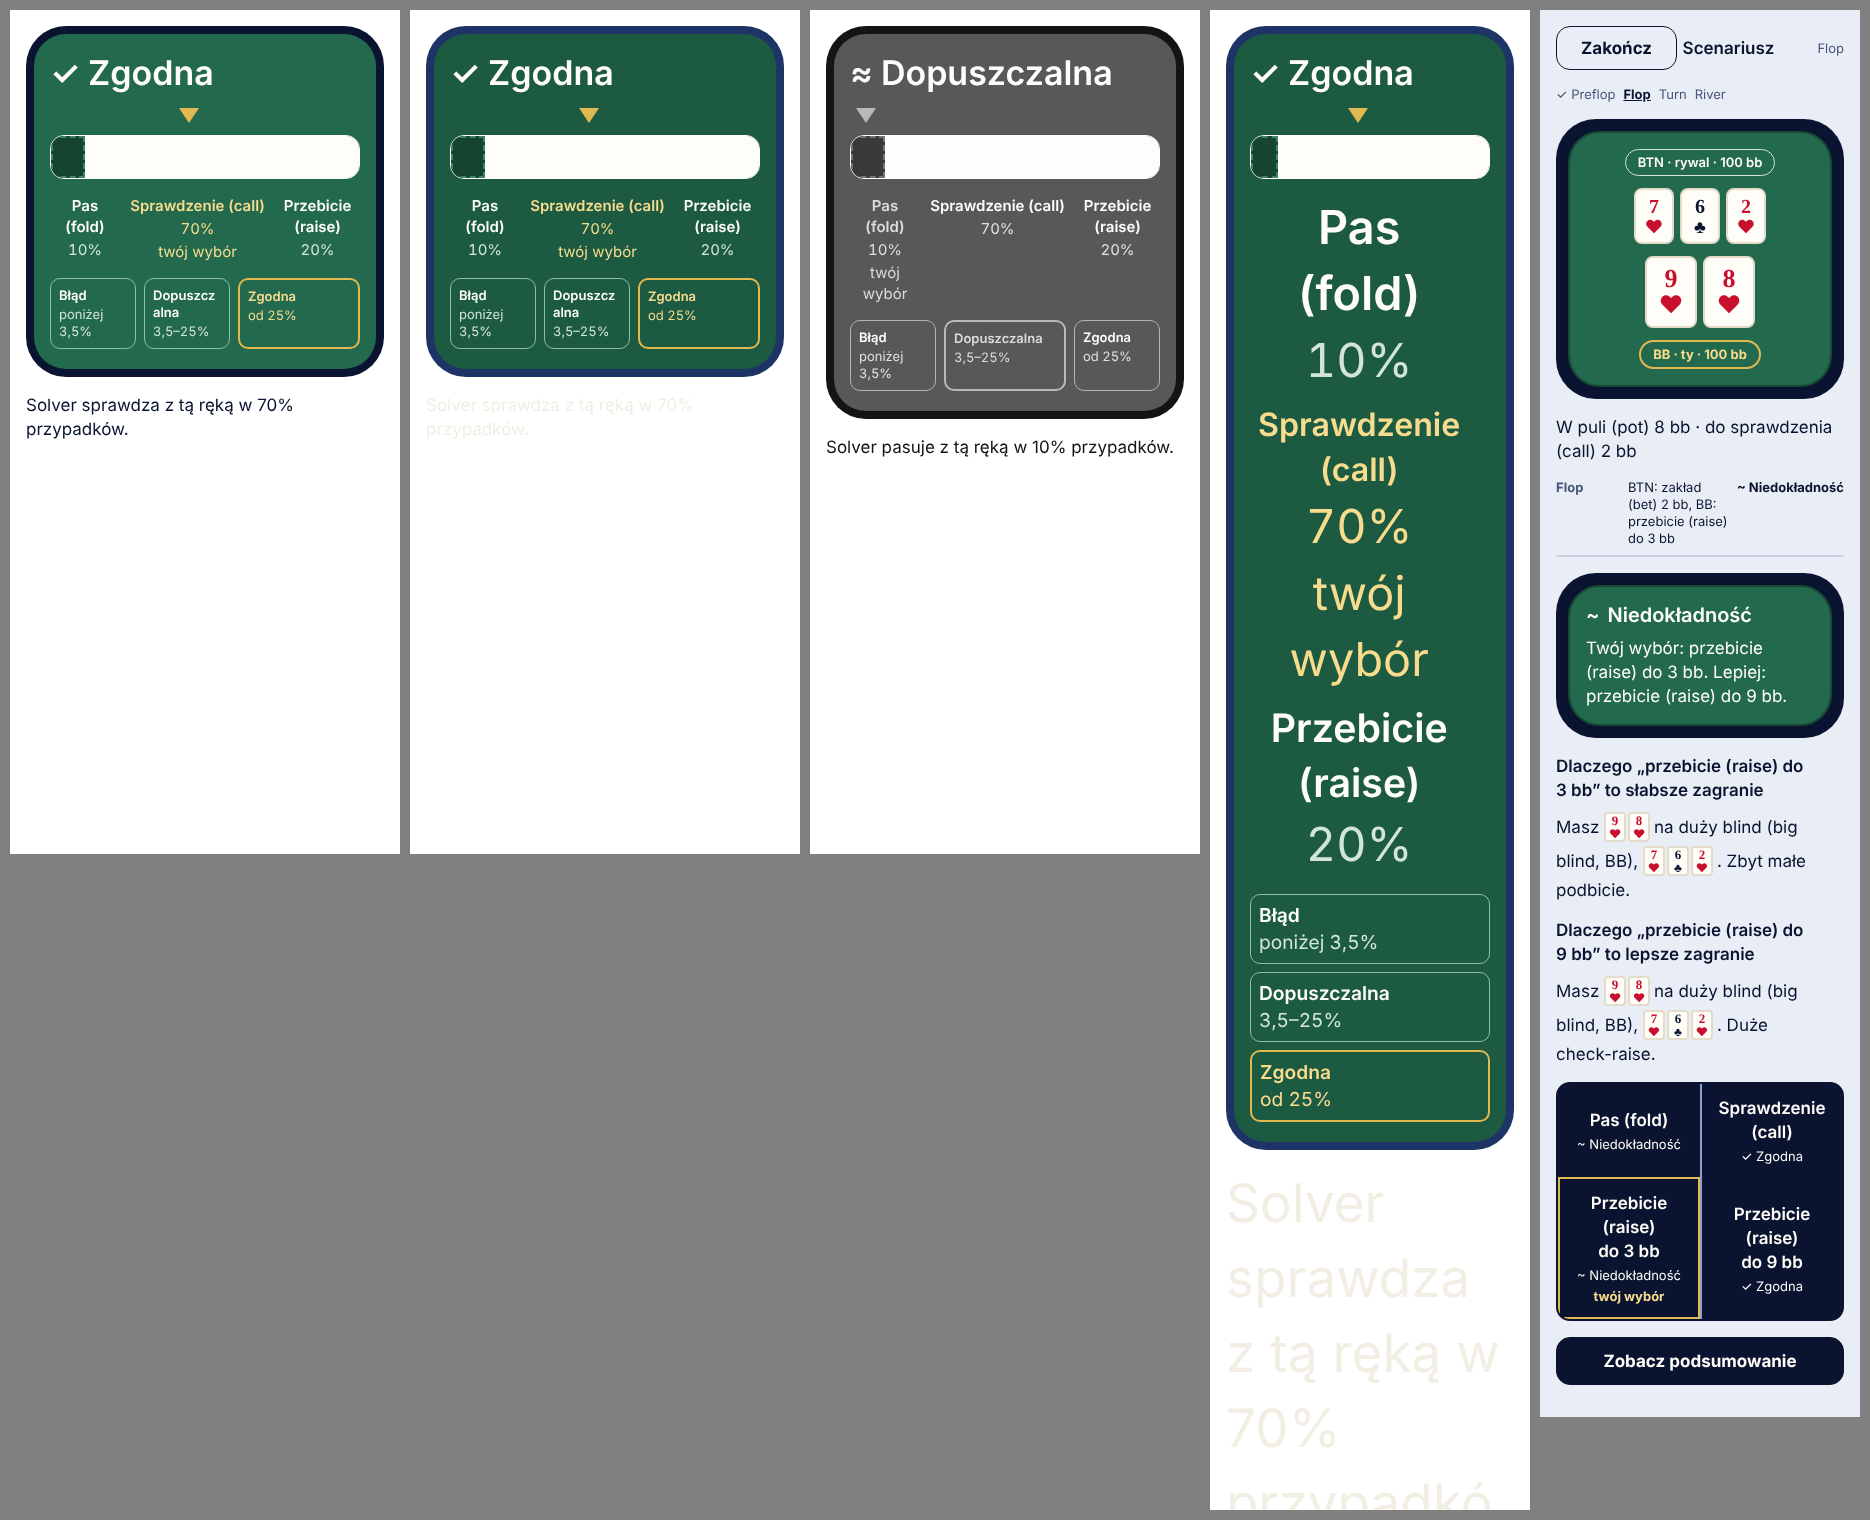 ✓ Zgodna
Pas
(fold)
10%
Sprawdzenie (call)
70%
twój wybór
Przebicie
(raise)
20%
Błąd
poniżej
3,5%
Dopuszcz
alna
3,5–25%
Zgodna
od 25%
Solver sprawdza z tą ręką w 70%
przypadków.
✓ Zgodna
Pas
(fold)
10%
Sprawdzenie (call)
70%
twój wybór
Przebicie
(raise)
20%
Błąd
poniżej
3,5%
Dopuszcz
alna
3,5–25%
Zgodna
od 25%
Solver sprawdza z tą ręką w 70%
przypadków.
≈ Dopuszczalna
Pas
(fold)
10%
twój
wybór
Sprawdzenie (call)
70%
Przebicie
(raise)
20%
Błąd
poniżej
3,5%
Dopuszczalna
3,5–25%
Zgodna
od 25%
Solver pasuje z tą ręką w 10% przypadków.
✓ Zgodna
Pas
(fold)
10%
Sprawdzenie
(call)
70%
twój
wybór
Przebicie
(raise)
20%
Błąd
poniżej 3,5%
Dopuszczalna
3,5–25%
Zgodna
od 25%
Solver
sprawdza
z tą ręką w
70%
przypadkó
Zakończ Scenariusz Flop
✓ Preflop Flop Turn River
BTN · rywal · 100 bb
7♥ 6♣ 2♥
9♥ 8♥
BB · ty · 100 bb
W puli (pot) 8 bb · do sprawdzenia
(call) 2 bb
Flop
BTN: zakład
(bet) 2 bb, BB:
przebicie (raise)
do 3 bb
~ Niedokładność
~ Niedokładność
Twój wybór: przebicie
(raise) do 3 bb. Lepiej:
przebicie (raise) do 9 bb.
Dlaczego „przebicie (raise) do
3 bb” to słabsze zagranie
Masz 9♥ 8♥ na duży blind (big
blind, BB), 7♥ 6♣ 2♥ . Zbyt małe
podbicie.
Dlaczego „przebicie (raise) do
9 bb” to lepsze zagranie
Masz 9♥ 8♥ na duży blind (big
blind, BB), 7♥ 6♣ 2♥ . Duże
check-raise.
Pas (fold)
~ Niedokładność
Sprawdzenie
(call)
✓ Zgodna
Przebicie
(raise)
do 3 bb
~ Niedokładność
twój wybór
Przebicie
(raise)
do 9 bb
✓ Zgodna
Zobacz podsumowanie